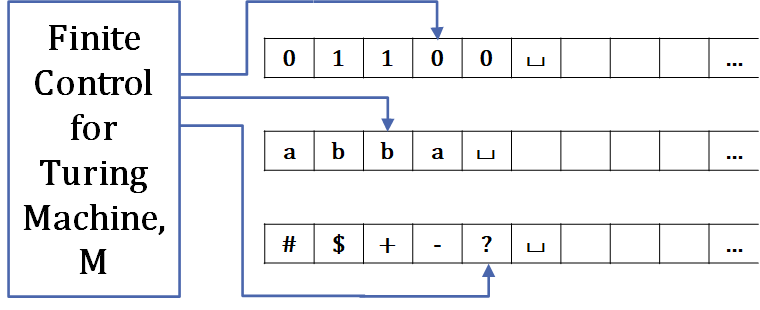 Finite
Control
for
Turing
Machine,
M
0 1 1 0 0 ␣ ...
a b b a ␣ ...
# $ + - ? ␣ ...